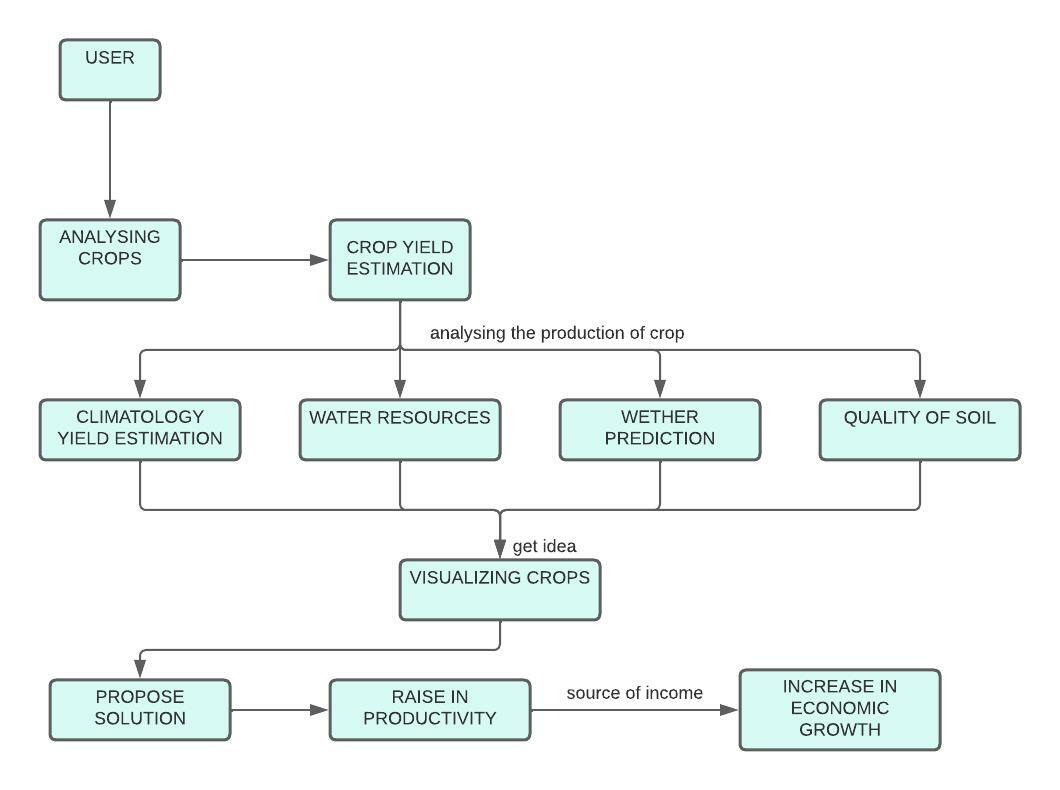 USER
ANALYSING
CROPS
CROP YIELD
ESTIMATION
analysing the production of crop
CLIMATOLOGY
YIELD ESTIMATION
WATER RESOURCES
WETHER
PREDICTION
QUALITY OF SOIL
get idea
VISUALIZING CROPS
PROPOSE
SOLUTION
RAISE IN
PRODUCTIVITY
source of income
INCREASE IN
ECONOMIC
GROWTH